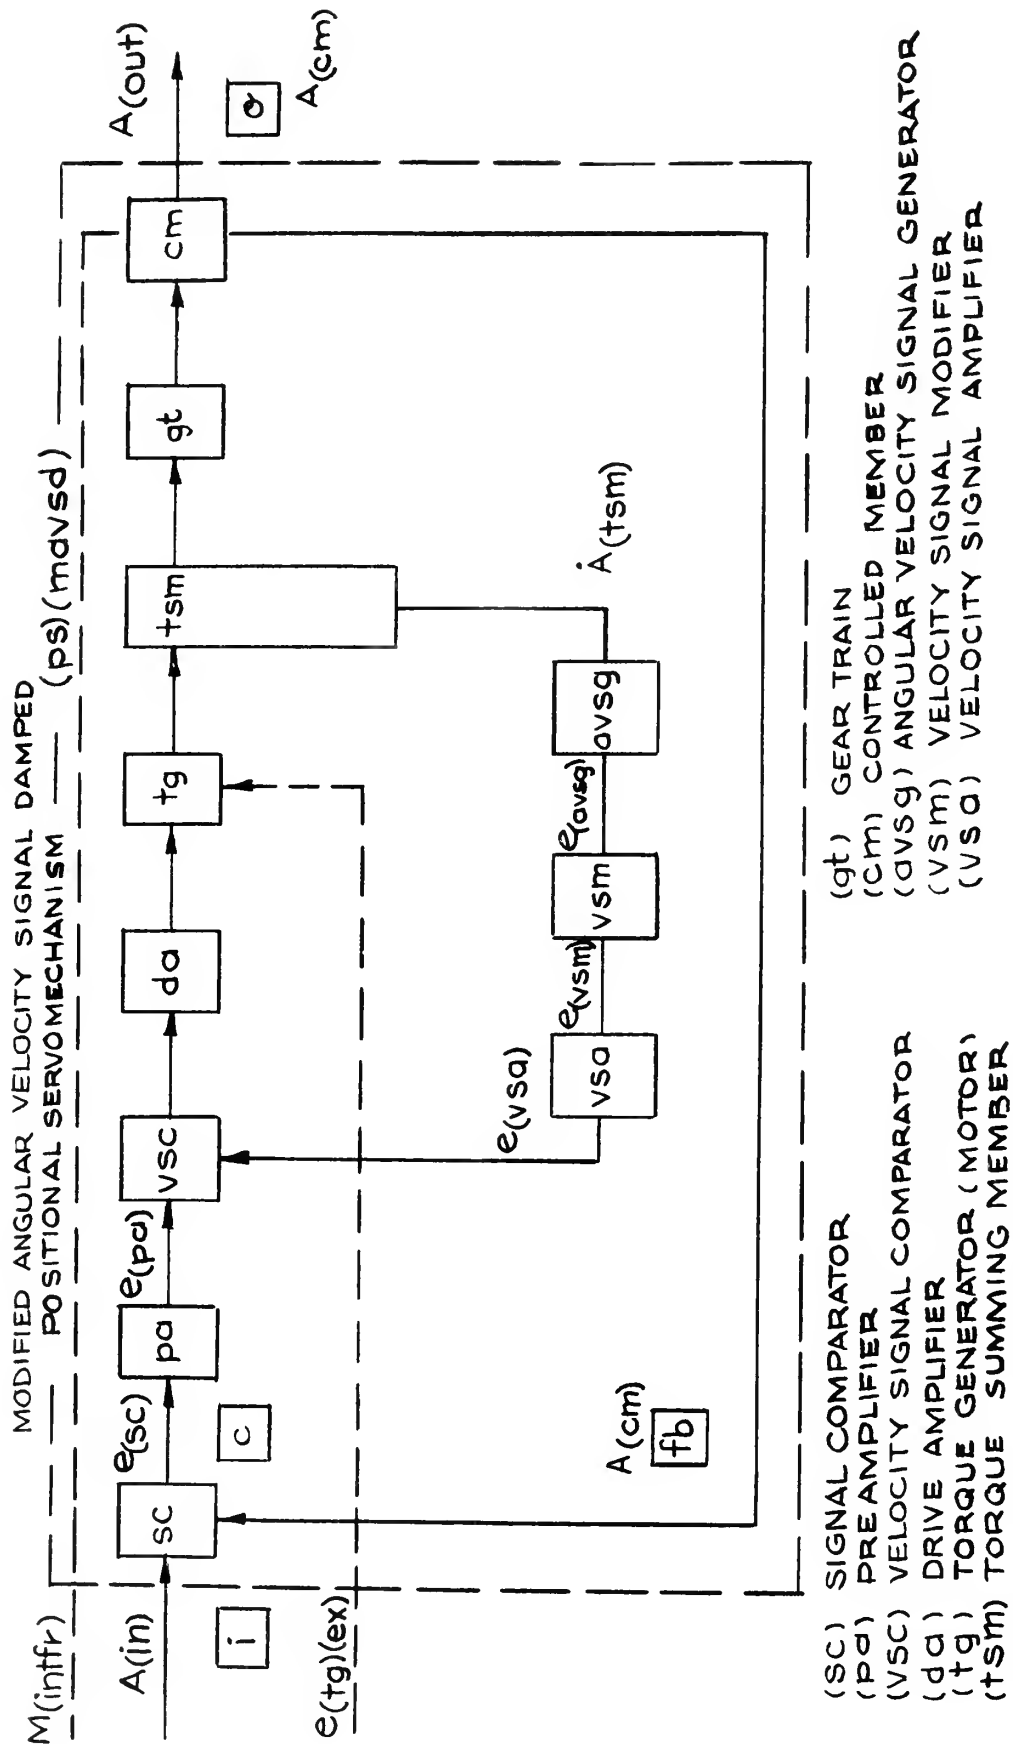 MODIFIED ANGULAR VELOCITY SIGNAL DAMPED
POSITIONAL SERVOMECHANISM
(ps)(mavsd)
M(intfr)
A(in)
i
e(tg)(ex)
sc
e(sc)
c
pa
e(pa)
vsc
da
tg
tsm
gt
cm
A(out)
o
A(cm)
Ȧ(tsm)
avsg
e(avsg)
vsm
e(vsm)
vsa
e(vsa)
A(cm)
fb
(sc) SIGNAL COMPARATOR
(pa) PREAMPLIFIER
(vsc) VELOCITY SIGNAL COMPARATOR
(da) DRIVE AMPLIFIER
(tg) TORQUE GENERATOR (MOTOR)
(tsm) TORQUE SUMMING MEMBER
(gt) GEAR TRAIN
(cm) CONTROLLED MEMBER
(avsg) ANGULAR VELOCITY SIGNAL GENERATOR
(vsm) VELOCITY SIGNAL MODIFIER
(vsa) VELOCITY SIGNAL AMPLIFIER